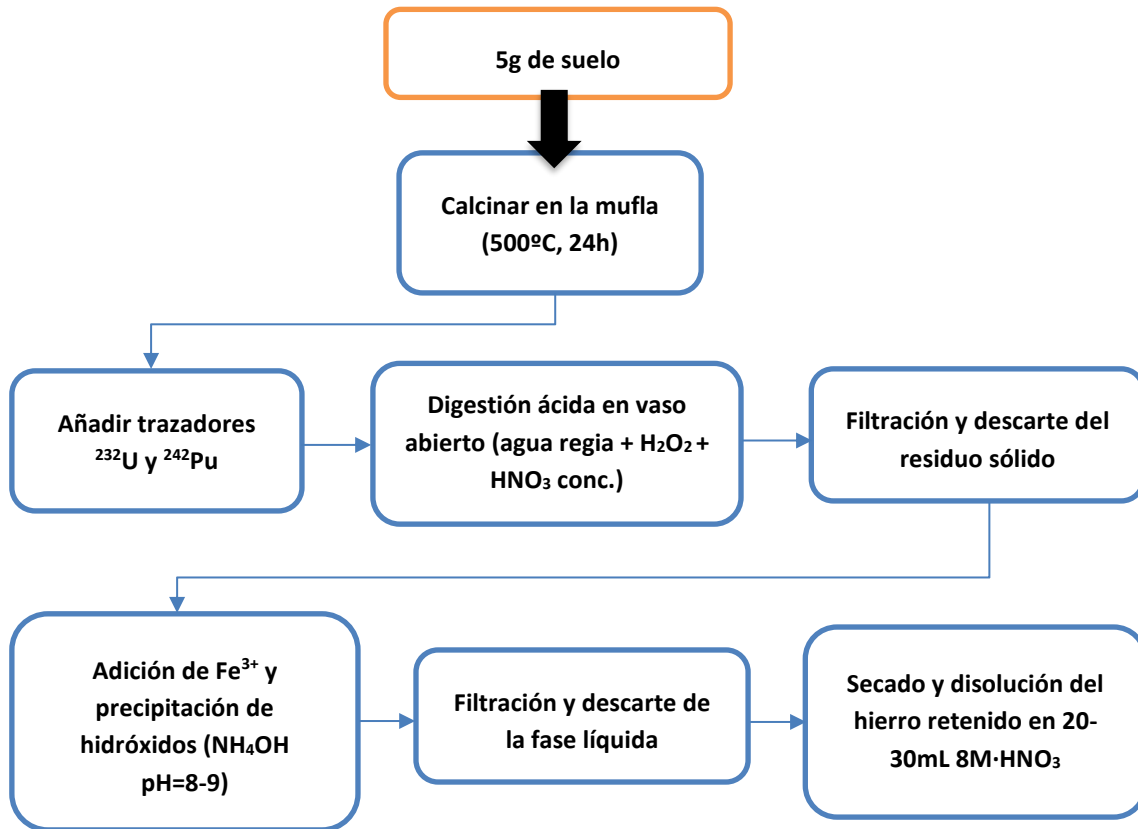 5g de suelo
Calcinar en la mufla
(500ºC, 24h)
Añadir trazadores
²³²U y ²⁴²Pu
Digestión ácida en vaso
abierto (agua regia + H₂O₂ +
HNO₃ conc.)
Filtración y descarte del
residuo sólido
Adición de Fe³⁺ y
precipitación de
hidróxidos (NH₄OH
pH=8-9)
Filtración y descarte de
la fase líquida
Secado y disolución del
hierro retenido en 20-
30mL 8M·HNO₃